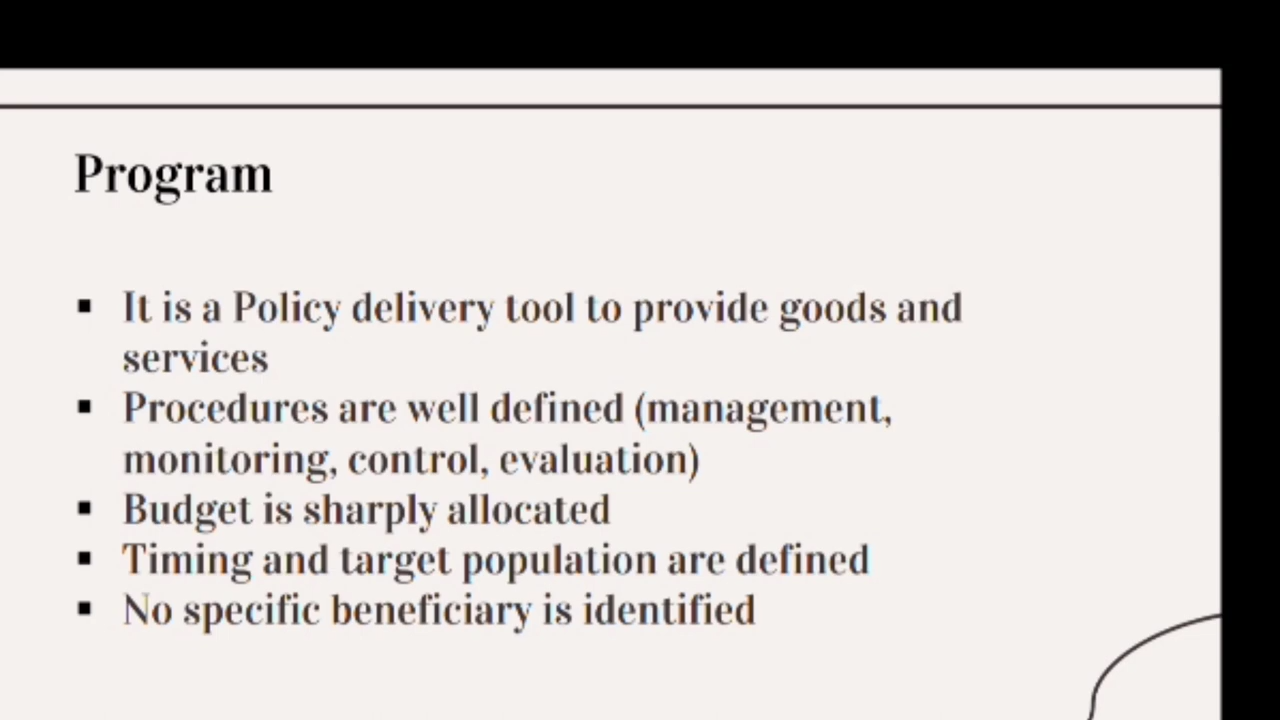 Program
▪ It is a Policy delivery tool to provide goods and
services
▪ Procedures are well defined (management,
monitoring, control, evaluation)
▪ Budget is sharply allocated
▪ Timing and target population are defined
▪ No specific beneficiary is identified